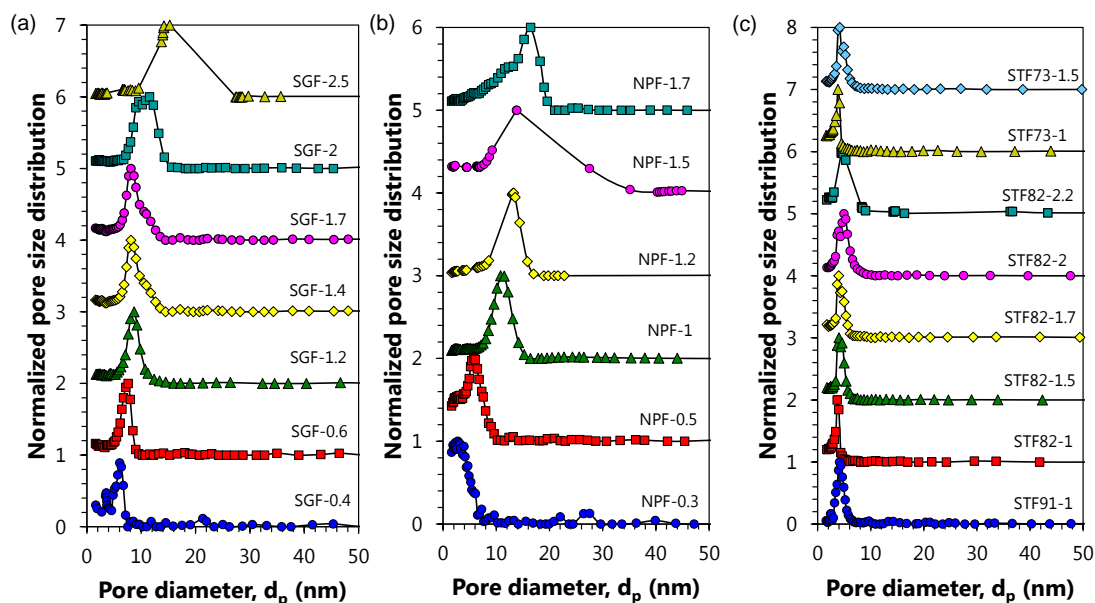 (a)
Normalized pore size distribution
7
6
5
4
3
2
1
0
SGF-2.5
SGF-2
SGF-1.7
SGF-1.4
SGF-1.2
SGF-0.6
SGF-0.4
0 10 20 30 40 50
Pore diameter, dp (nm)
(b)
Normalized pore size distribution
6
5
4
3
2
1
0
NPF-1.7
NPF-1.5
NPF-1.2
NPF-1
NPF-0.5
NPF-0.3
0 10 20 30 40 50
Pore diameter, dp (nm)
(c)
Normalized pore size distribution
8
7
6
5
4
3
2
1
0
STF73-1.5
STF73-1
STF82-2.2
STF82-2
STF82-1.7
STF82-1.5
STF82-1
STF91-1
0 10 20 30 40 50
Pore diameter, dp (nm)